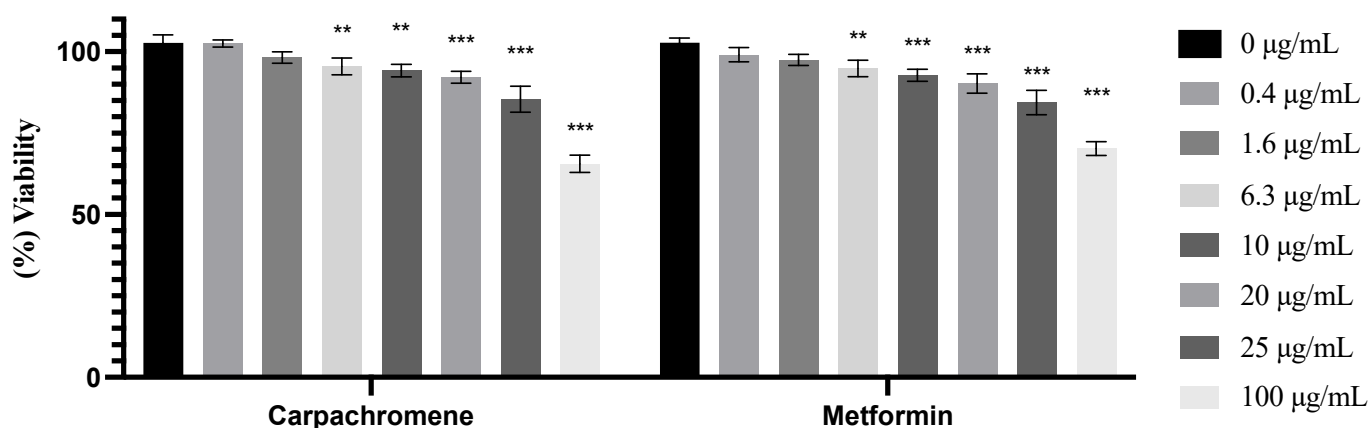 (%) Viability
100
50
0
** ** *** *** ***
** *** *** *** ***
Carpachromene
Metformin
0 μg/mL
0.4 μg/mL
1.6 μg/mL
6.3 μg/mL
10 μg/mL
20 μg/mL
25 μg/mL
100 μg/mL